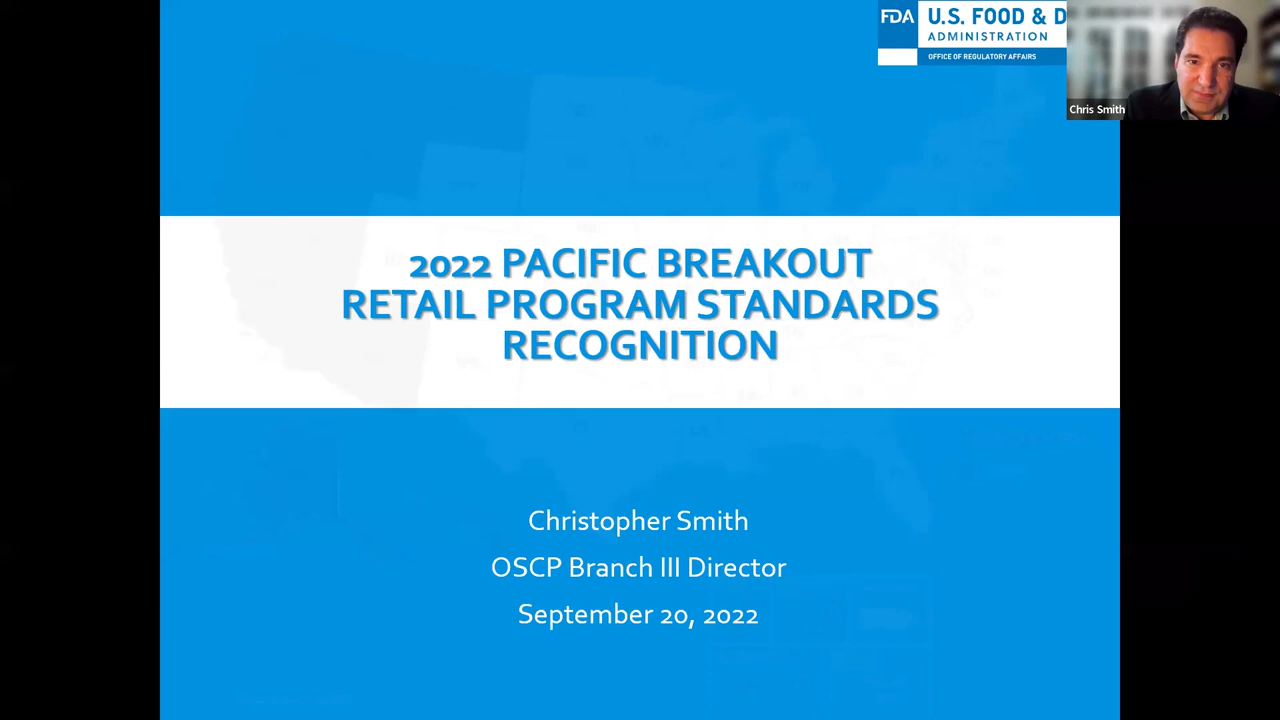 FDA
U.S. FOOD & D
ADMINISTRATION
OFFICE OF REGULATORY AFFAIRS
Chris Smith
2022 PACIFIC BREAKOUT
RETAIL PROGRAM STANDARDS
RECOGNITION
Christopher Smith
OSCP Branch III Director
September 20, 2022